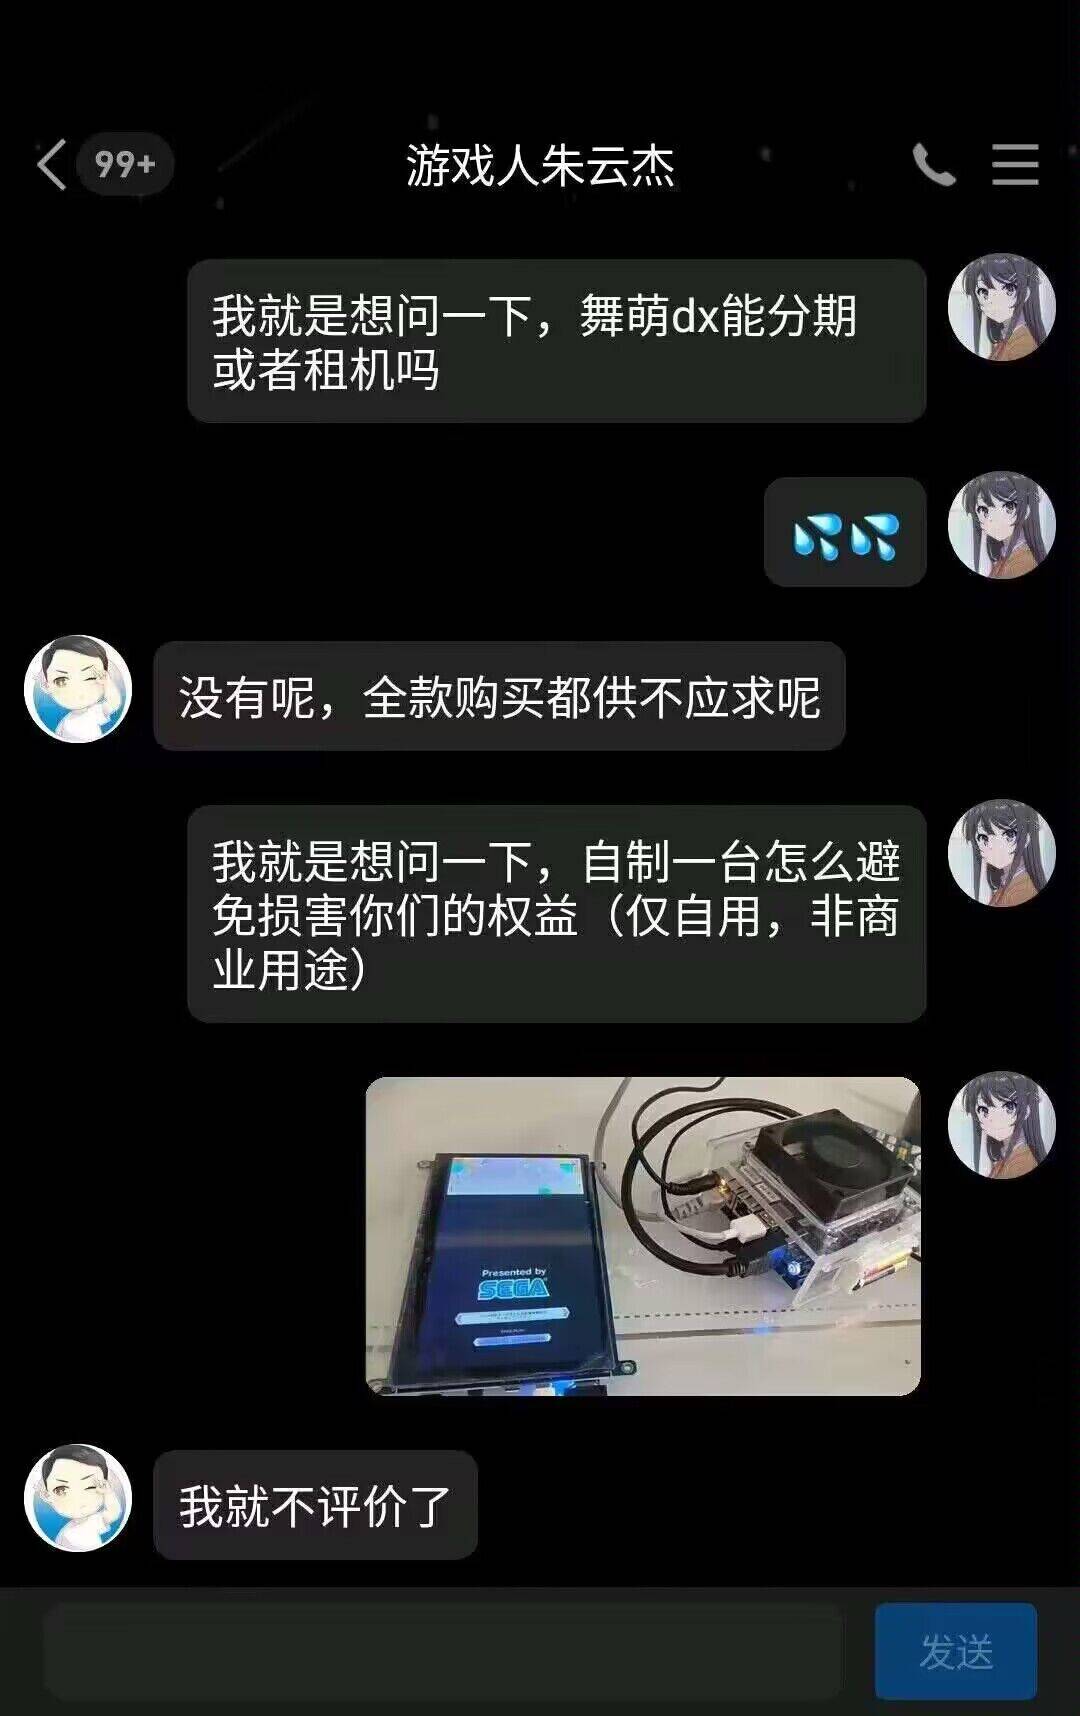 99+
游戏人朱云杰
我就是想问一下，舞萌dx能分期
或者租机吗
💦💦
没有呢，全款购买都供不应求呢
我就是想问一下，自制一台怎么避
免损害你们的权益（仅自用，非商
业用途）
Presented by
SEGA
我就不评价了
发送